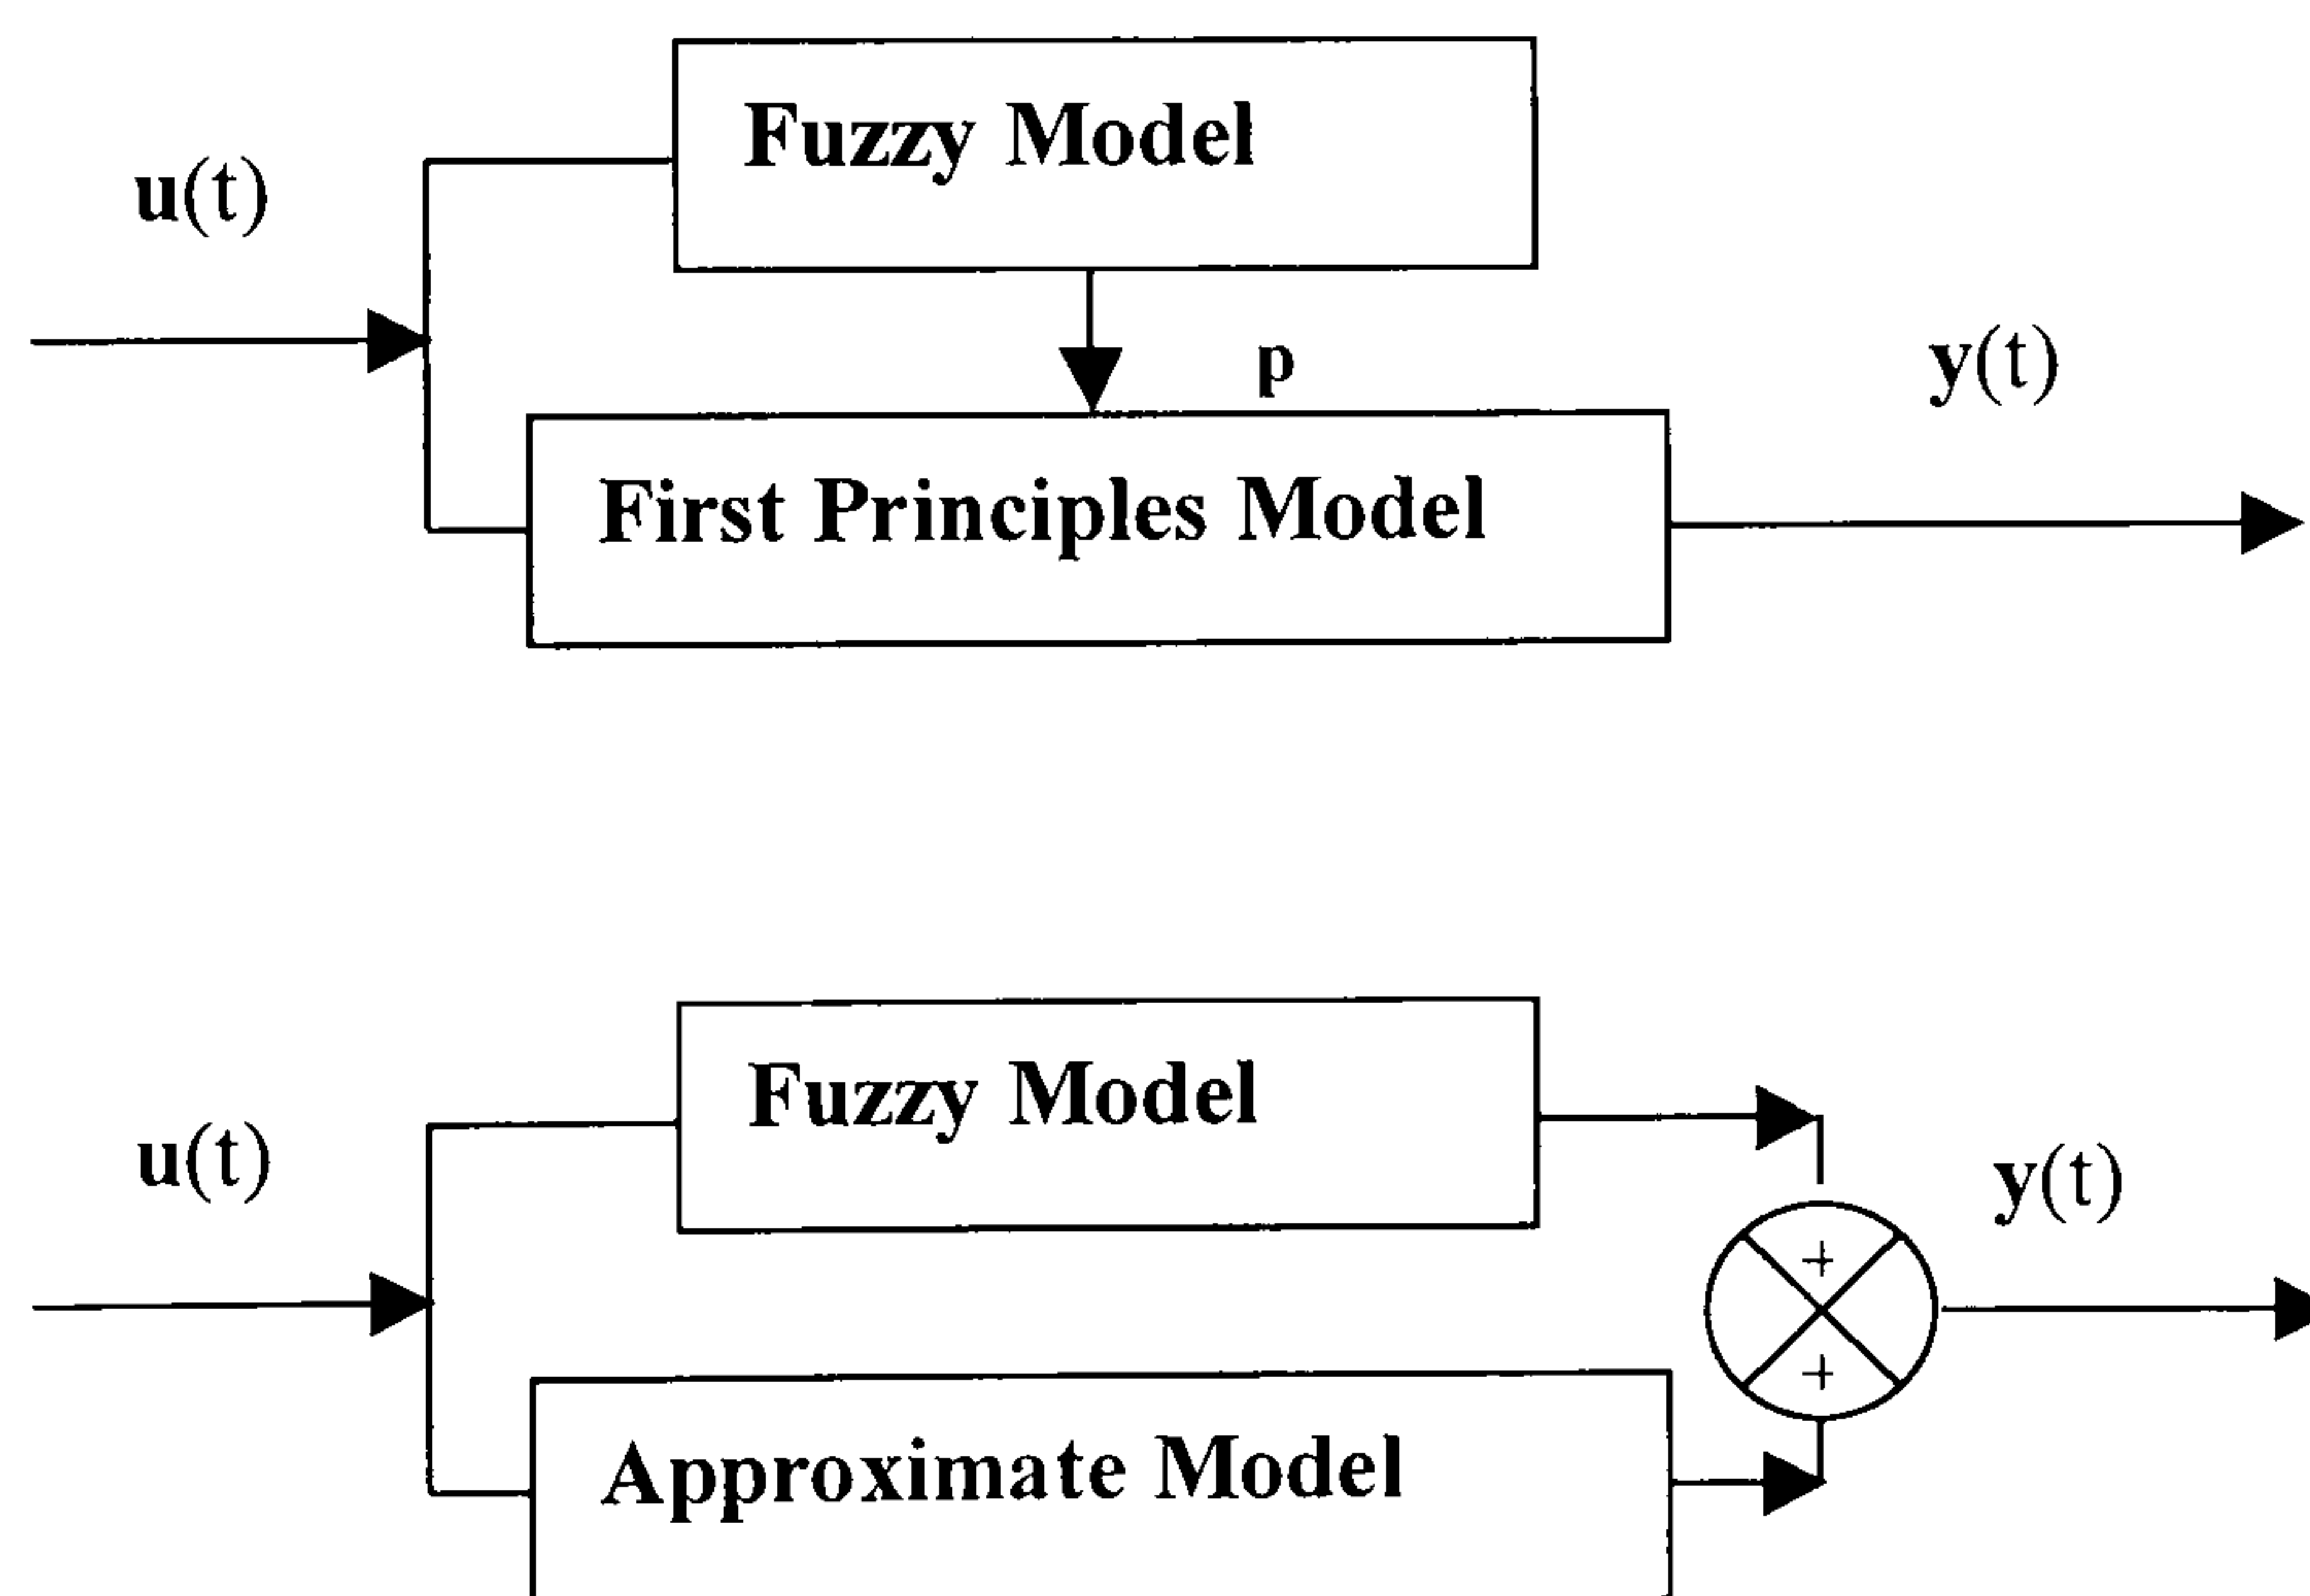 Fuzzy Model
u(t)
p
y(t)
First Principles Model
Fuzzy Model
u(t)
y(t)
+
+
Approximate Model